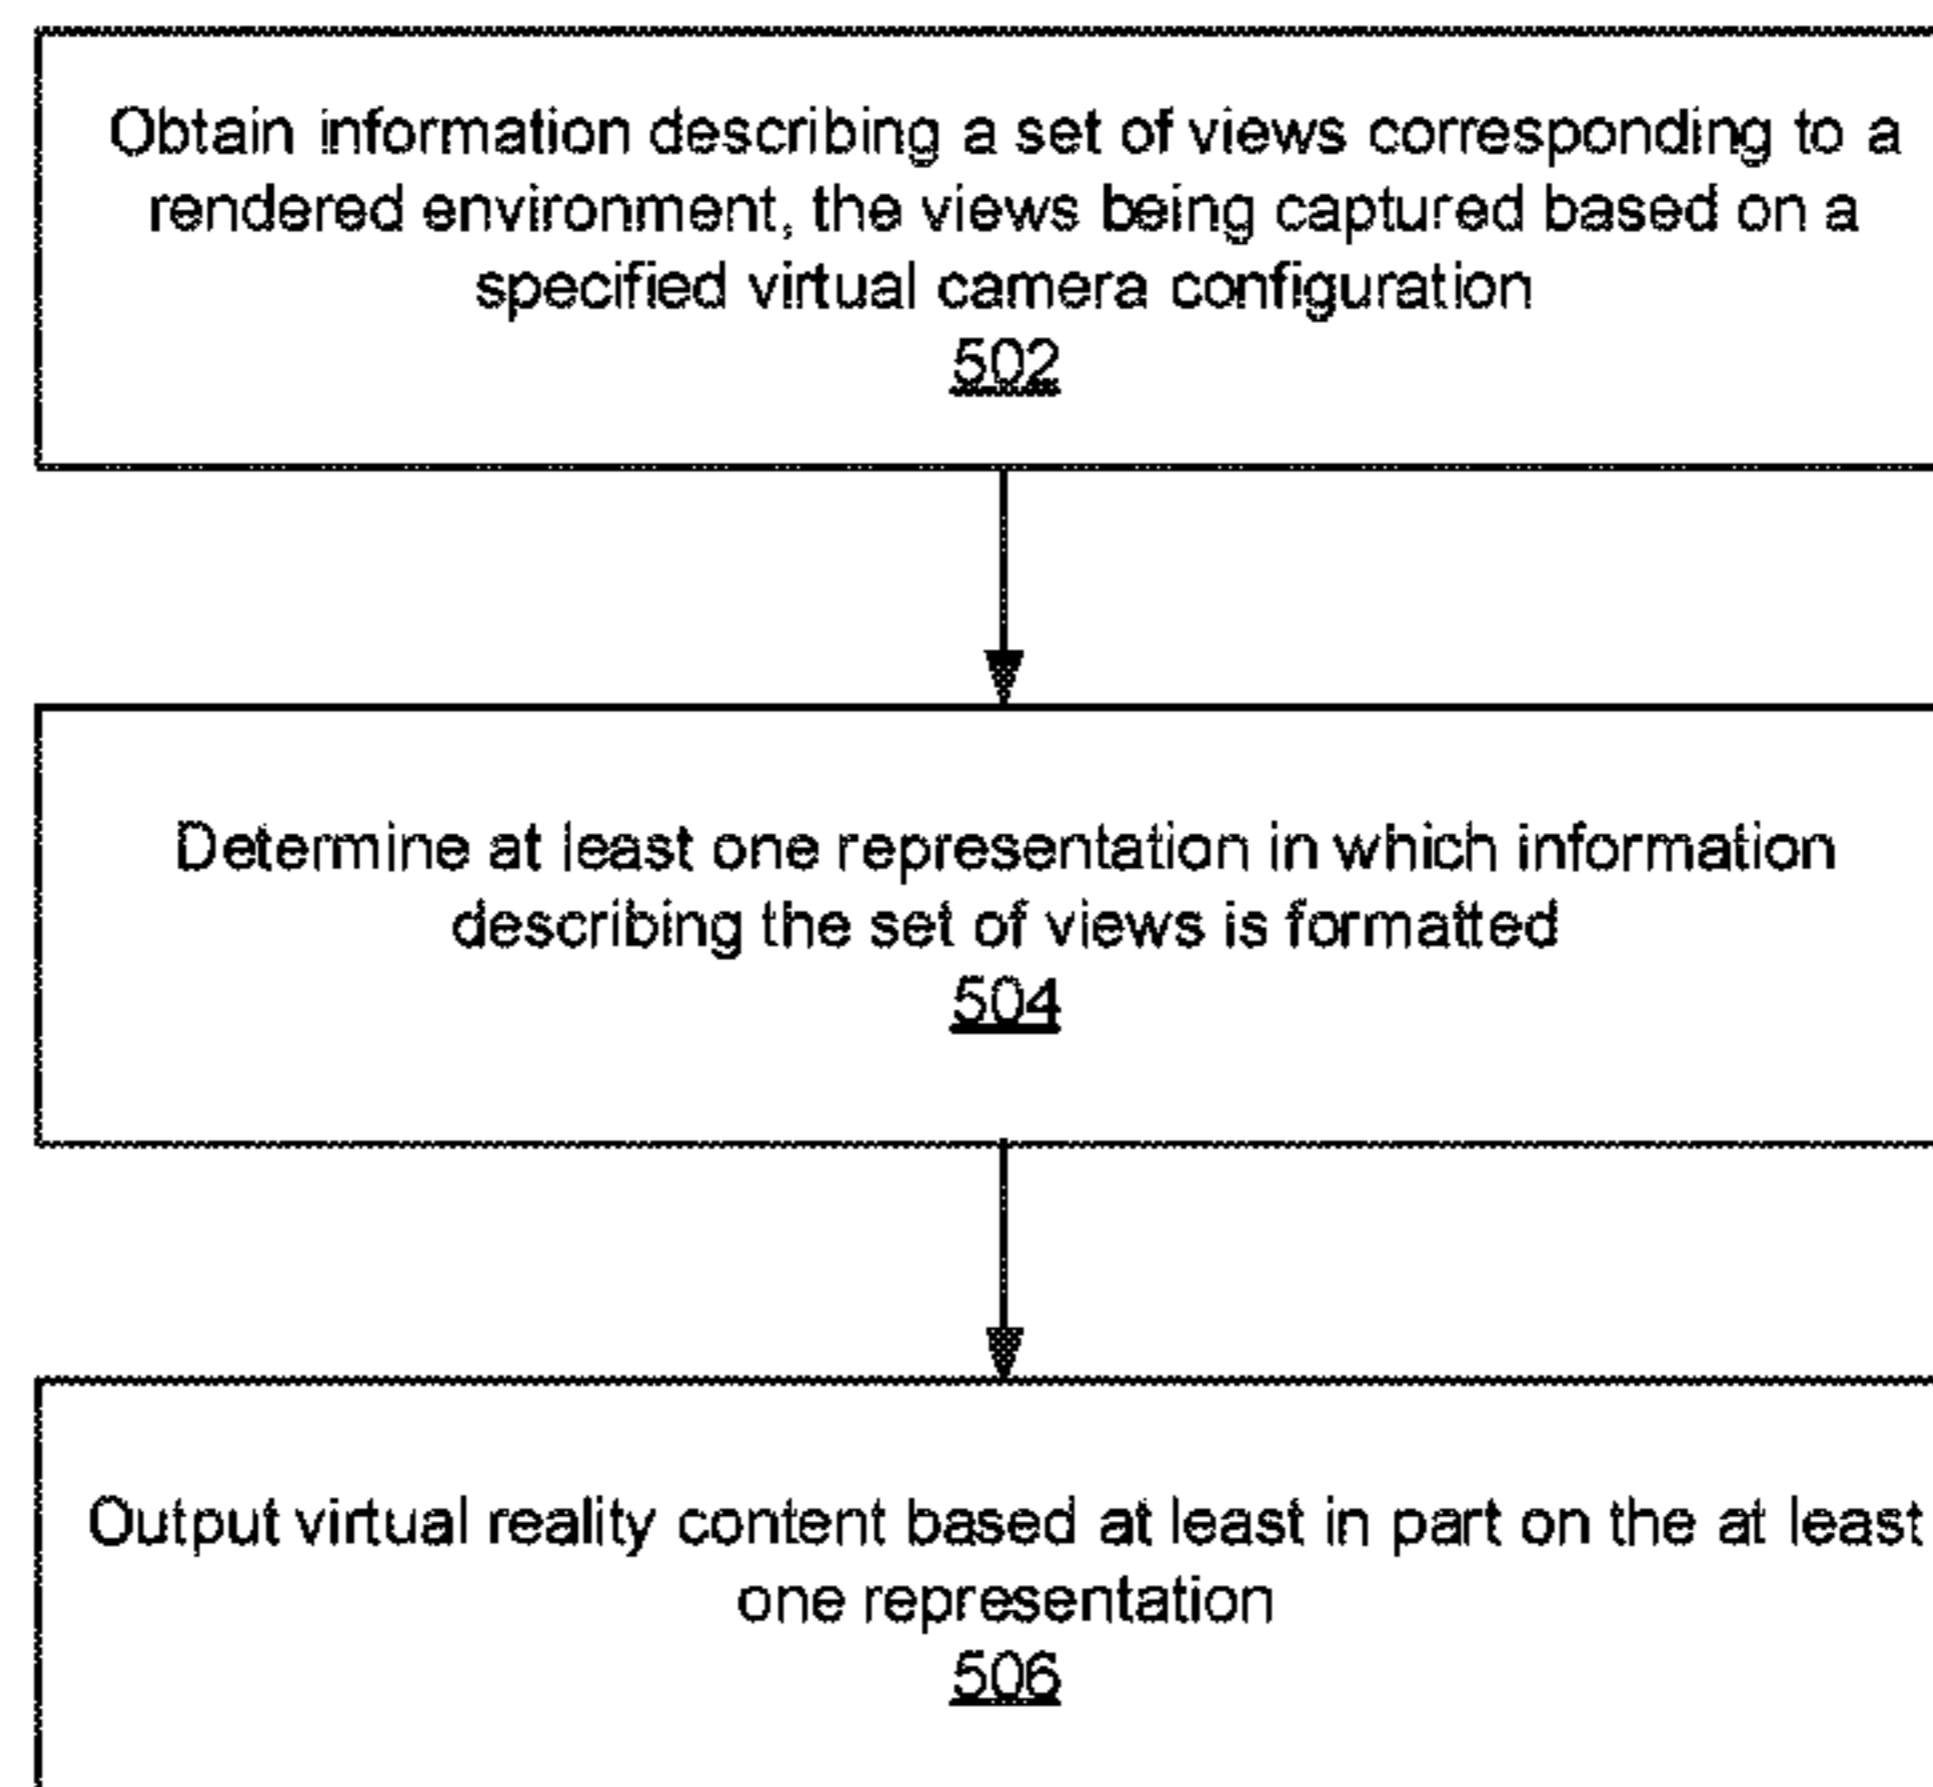 Obtain information describing a set of views corresponding to a
rendered environment, the views being captured based on a
specified virtual camera configuration
502
Determine at least one representation in which information
describing the set of views is formatted
504
Output virtual reality content based at least in part on the at least
one representation
506